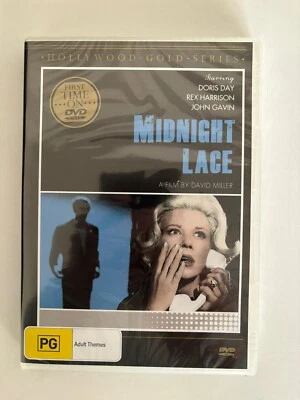 HOLLYWOOD GOLD SERIES
Starring
DORIS DAY
REX HARRISON
JOHN GAVIN
FIRST
TIME ON
DVD
MIDNIGHT
LACE
A FILM BY DAVID MILLER
PG
Adult Themes
DVD